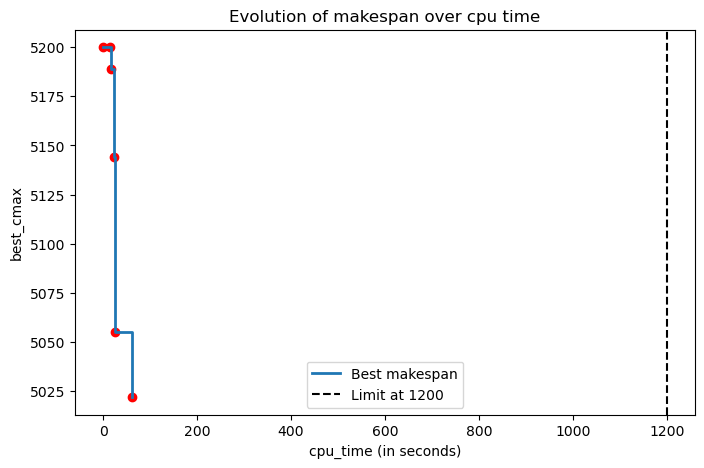 Evolution of makespan over cpu time
best_cmax
5200
5175
5150
5125
5100
5075
5050
5025
Best makespan
Limit at 1200
0 200 400 600 800 1000 1200
cpu_time (in seconds)